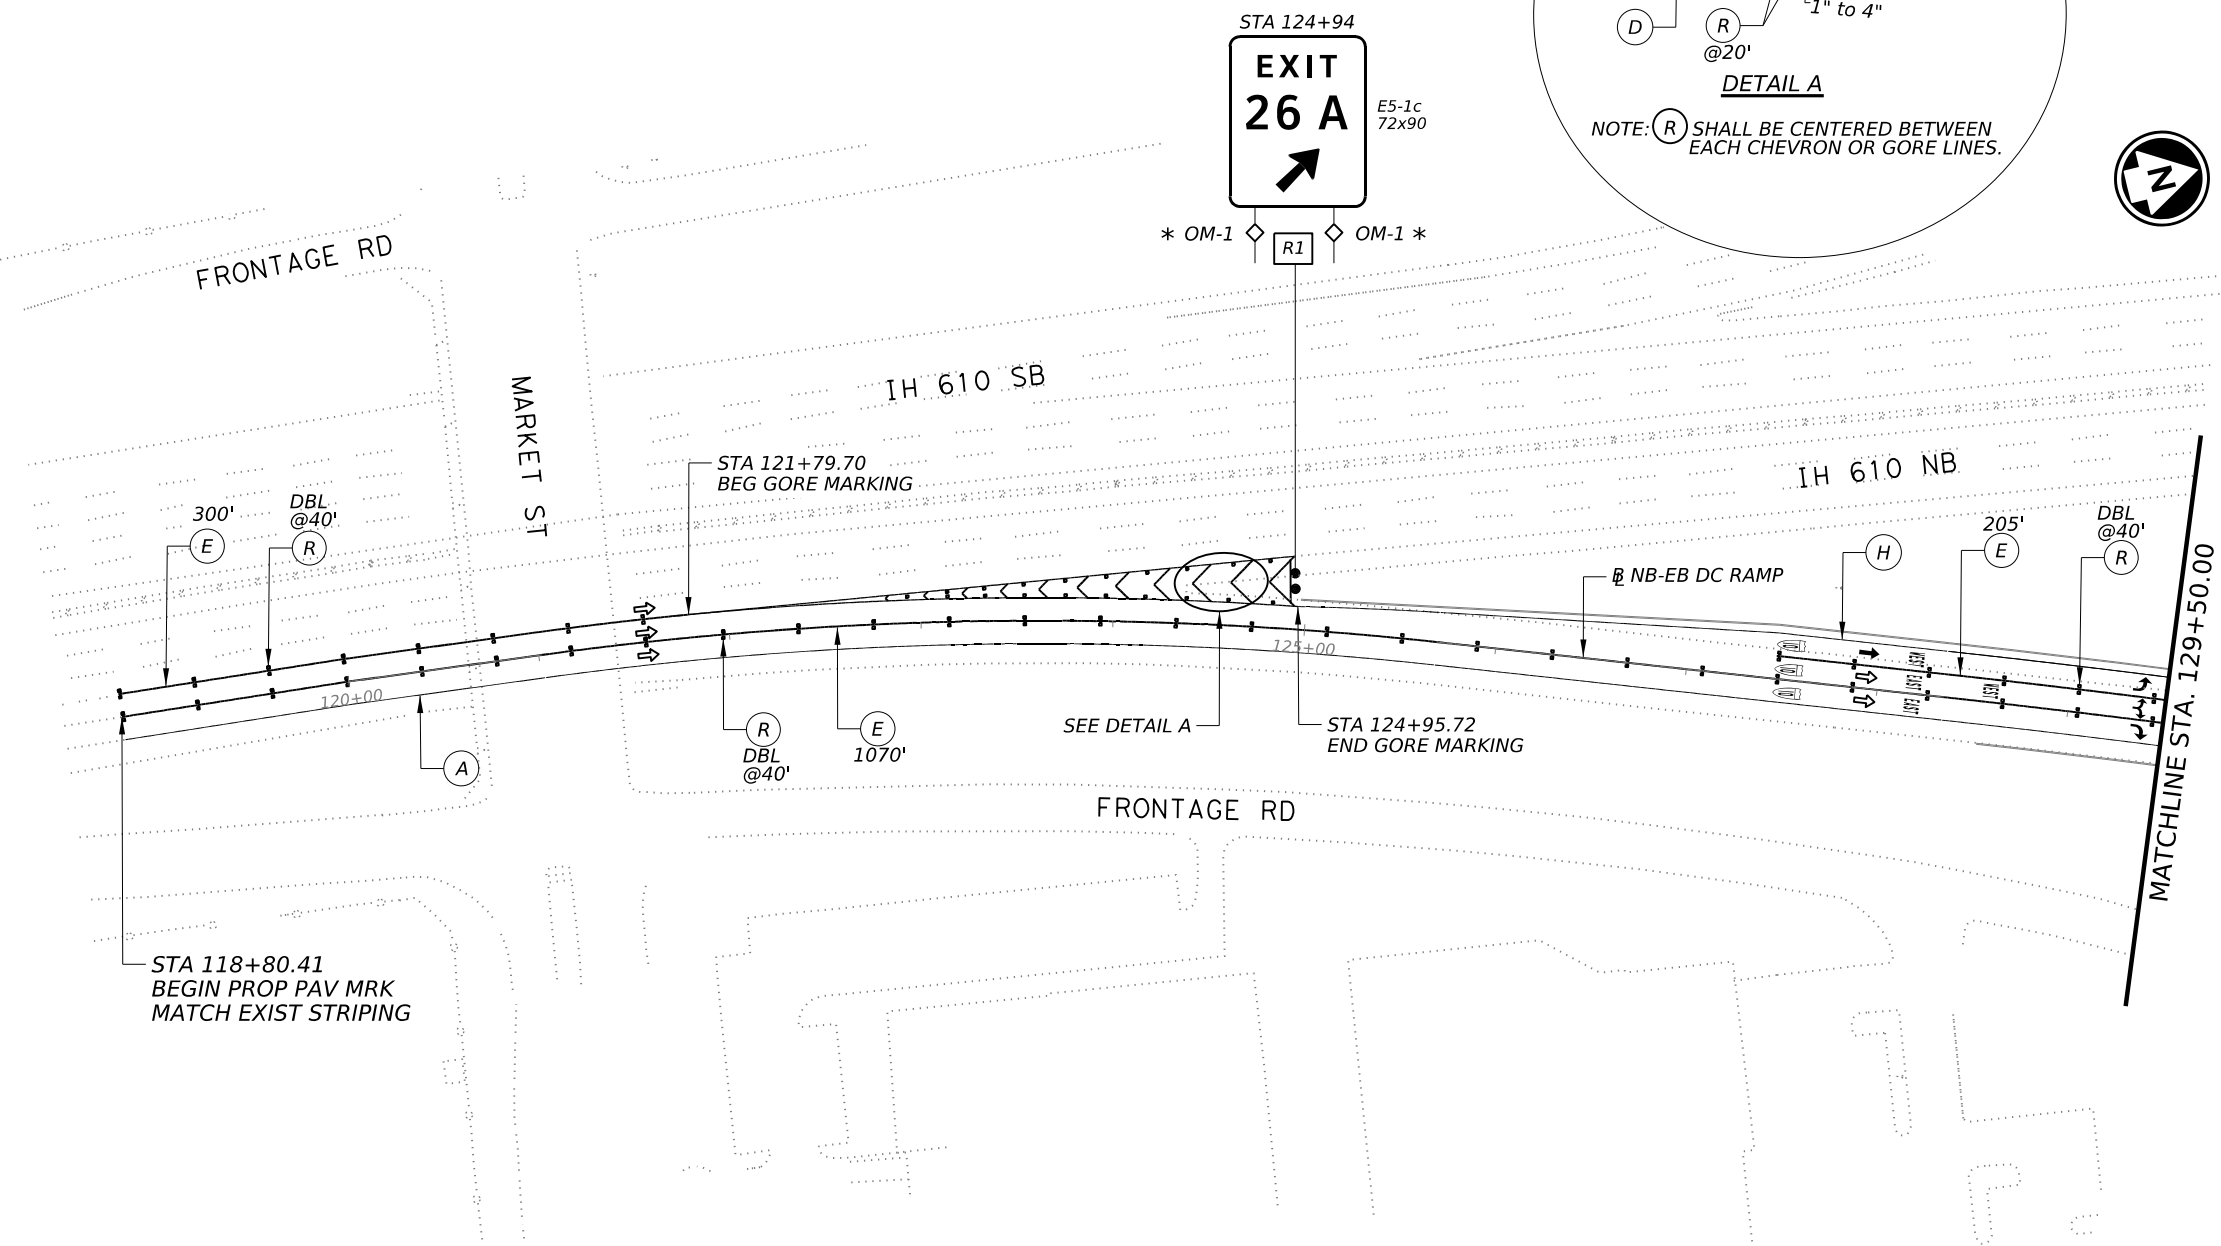 STA 124+94
EXIT
26 A
E5-1c
72x90
* OM-1
OM-1 *
R1
1" to 4"
D
R
@20'
DETAIL A
NOTE: R SHALL BE CENTERED BETWEEN
EACH CHEVRON OR GORE LINES.
N
FRONTAGE RD
MARKET ST
IH 610 SB
IH 610 NB
STA 121+79.70
BEG GORE MARKING
300'
E
DBL
@40'
R
120+00
A
R
DBL
@40'
E
1070'
SEE DETAIL A
125+00
STA 124+95.72
END GORE MARKING
NB-EB DC RAMP
H
205'
E
DBL
@40'
R
WEST
EAST
EAST
WEST
MATCHLINE STA. 129+50.00
FRONTAGE RD
STA 118+80.41
BEGIN PROP PAV MRK
MATCH EXIST STRIPING